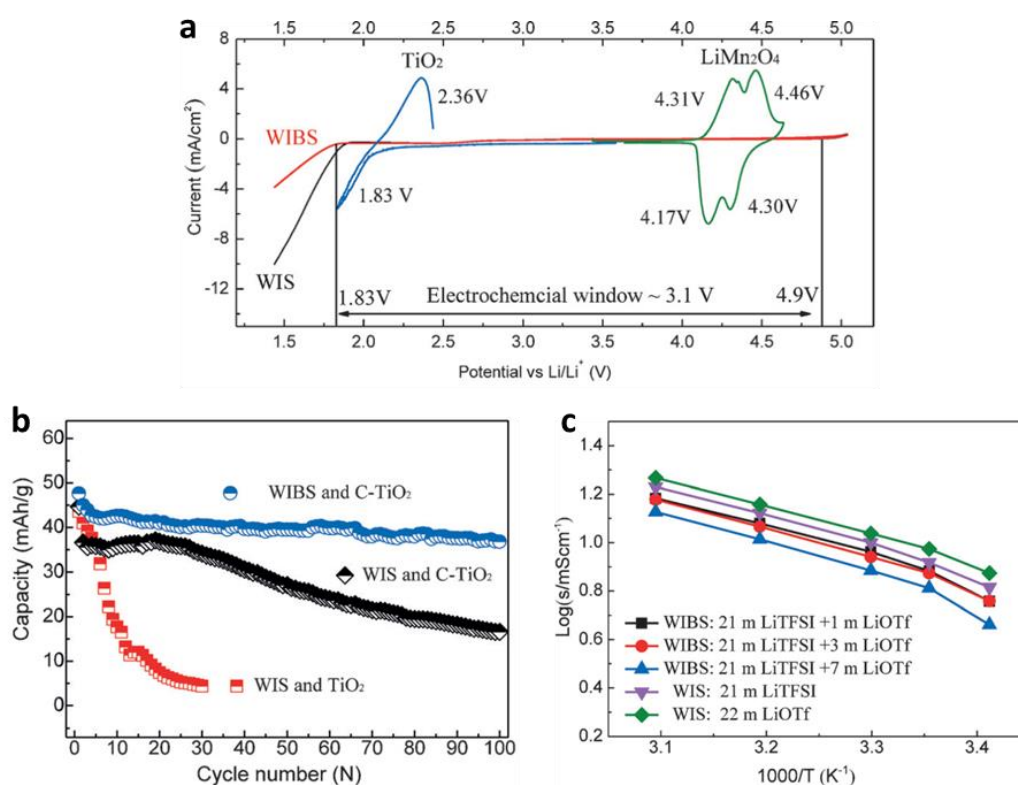 a
1.5 2.0 2.5 3.0 3.5 4.0 4.5 5.0
Current (mA/cm²)
8
4
0
-4
-8
-12
TiO₂
2.36V
LiMn₂O₄
4.31V
4.46V
WIBS
1.83 V
4.17V
4.30V
WIS
1.83V
Electrochemcial window ~ 3.1 V
4.9V
1.5 2.0 2.5 3.0 3.5 4.0 4.5 5.0
Potential vs Li/Li⁺ (V)
b
Capacity (mAh/g)
60
50
40
30
20
10
0
WIBS and C-TiO₂
WIS and C-TiO₂
WIS and TiO₂
0 10 20 30 40 50 60 70 80 90 100
Cycle number (N)
c
Log(s/mScm⁻¹)
1.4
1.2
1.0
0.8
0.6
0.4
0.2
WIBS: 21 m LiTFSI +1 m LiOTf
WIBS: 21 m LiTFSI +3 m LiOTf
WIBS: 21 m LiTFSI +7 m LiOTf
WIS: 21 m LiTFSI
WIS: 22 m LiOTf
3.1 3.2 3.3 3.4
1000/T (K⁻¹)